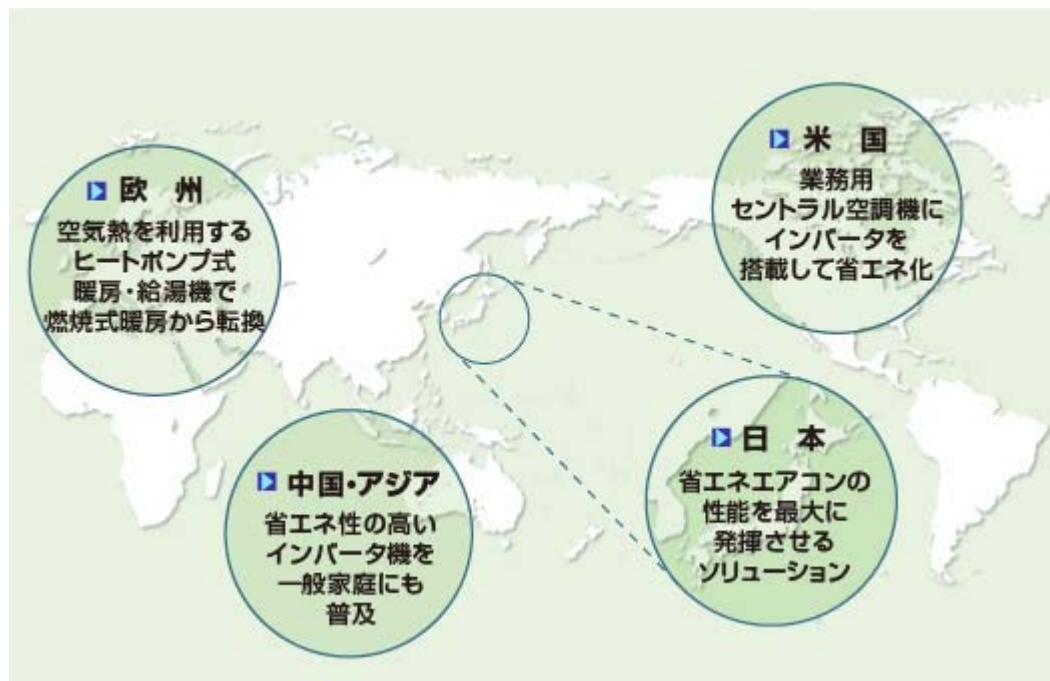 欧 州
空気熱を利用する
ヒートポンプ式
暖房・給湯機で
燃焼式暖房から転換
米 国
業務用
セントラル空調機に
インバータを
搭載して省エネ化
中国・アジア
省エネ性の高い
インバータ機を
一般家庭にも
普及
日 本
省エネエアコンの
性能を最大に
発揮させる
ソリューション